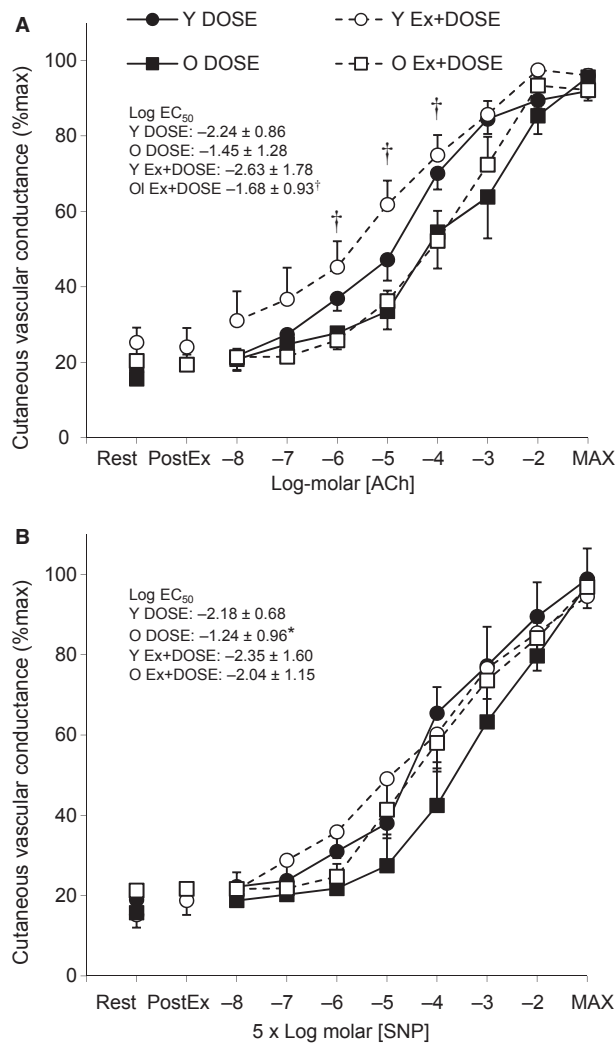 A
Y DOSE
Y Ex+DOSE
O DOSE
O Ex+DOSE
Log EC50
Y DOSE: –2.24 ± 0.86
O DOSE: –1.45 ± 1.28
Y Ex+DOSE: –2.63 ± 1.78
Ol Ex+DOSE –1.68 ± 0.93†
† † †
Cutaneous vascular conductance (%max)
100
80
60
40
20
0
Rest PostEx –8 –7 –6 –5 –4 –3 –2 MAX
Log-molar [ACh]
B
Log EC50
Y DOSE: –2.18 ± 0.68
O DOSE: –1.24 ± 0.96*
Y Ex+DOSE: –2.35 ± 1.60
O Ex+DOSE: –2.04 ± 1.15
Cutaneous vascular conductance (%max)
100
80
60
40
20
0
Rest PostEx –8 –7 –6 –5 –4 –3 –2 MAX
5 x Log molar [SNP]